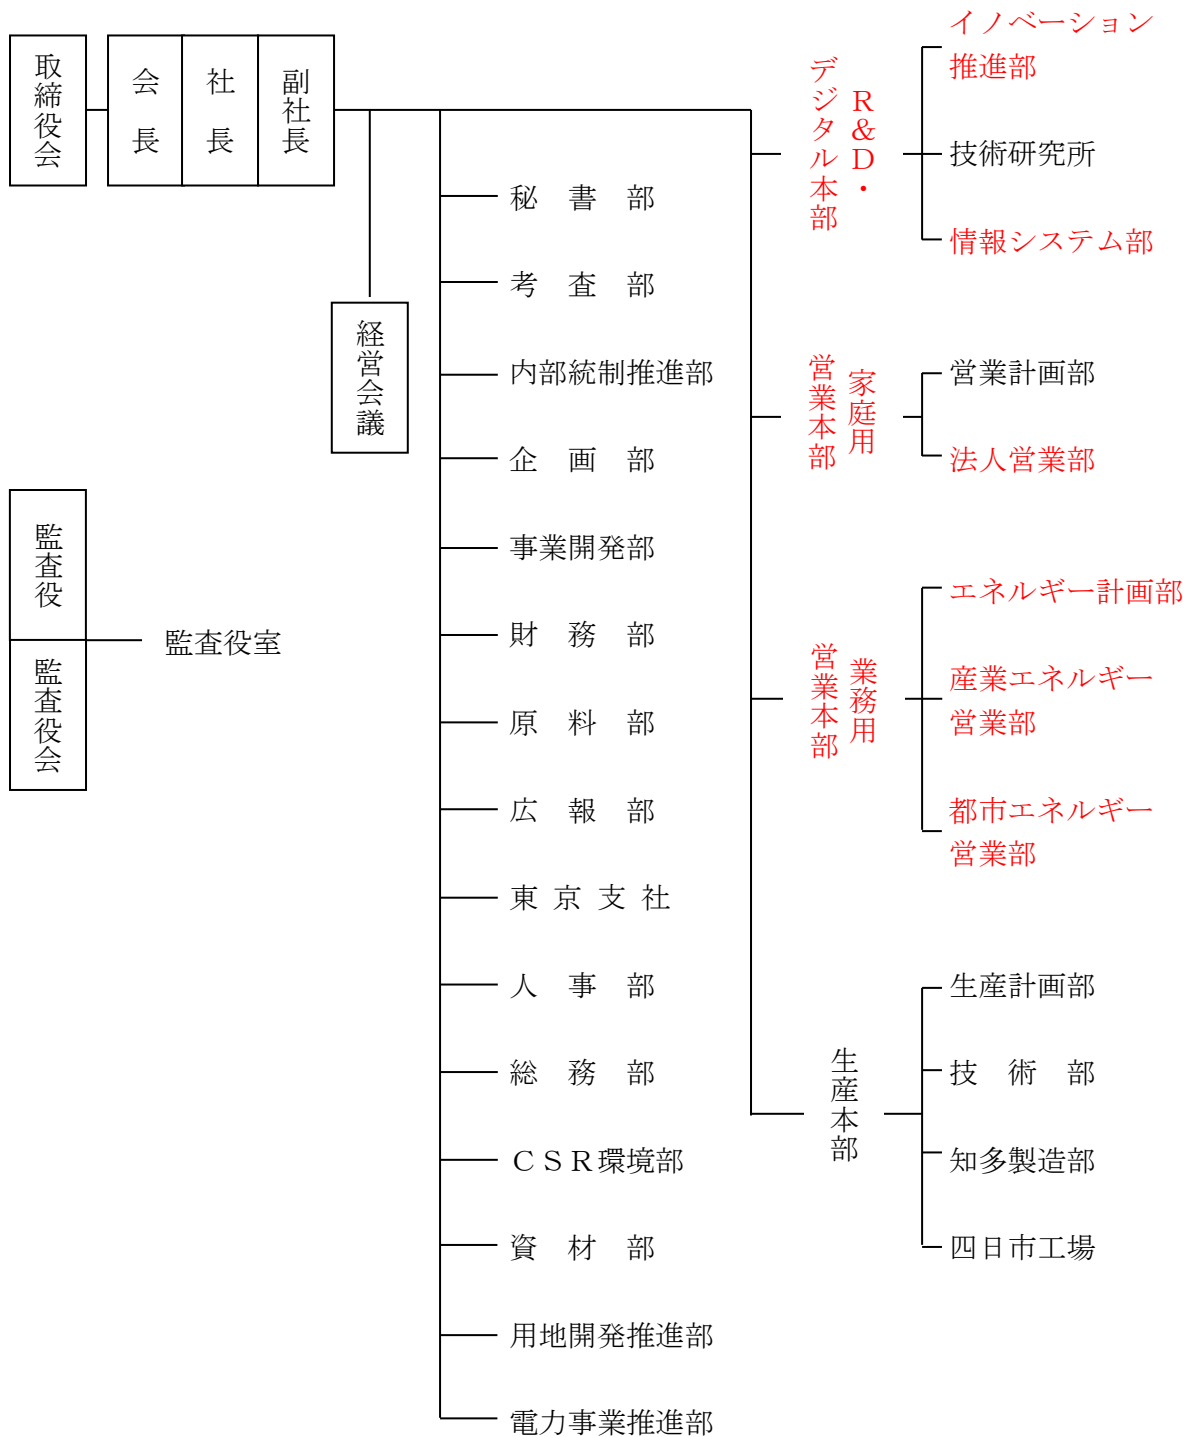 取締役会
会長
社長
副社長
経営会議
監査役
監査役会
監査役室
秘　書　部
考　査　部
内部統制推進部
企　画　部
事業開発部
財　務　部
原　料　部
広　報　部
東 京 支 社
人　事　部
総　務　部
ＣＳＲ環境部
資　材　部
用地開発推進部
電力事業推進部
Ｒ＆Ｄ・
デジタル本部
イノベーション
推進部
技術研究所
情報システム部
家庭用
営業本部
営業計画部
法人営業部
業務用
営業本部
エネルギー計画部
産業エネルギー
営業部
都市エネルギー
営業部
生産本部
生産計画部
技　術　部
知多製造部
四日市工場